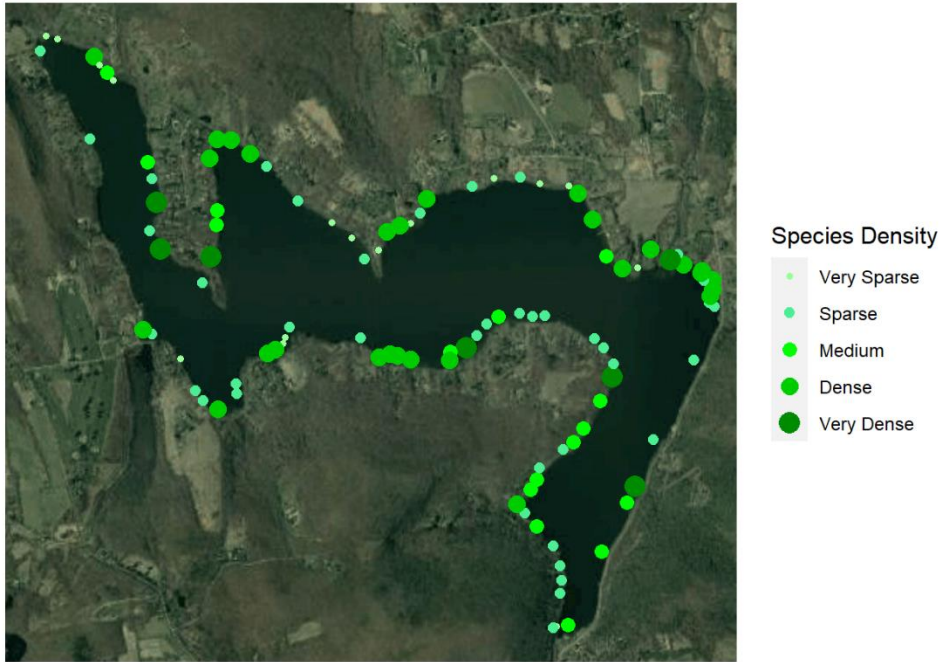 Species Density
Very Sparse
Sparse
Medium
Dense
Very Dense